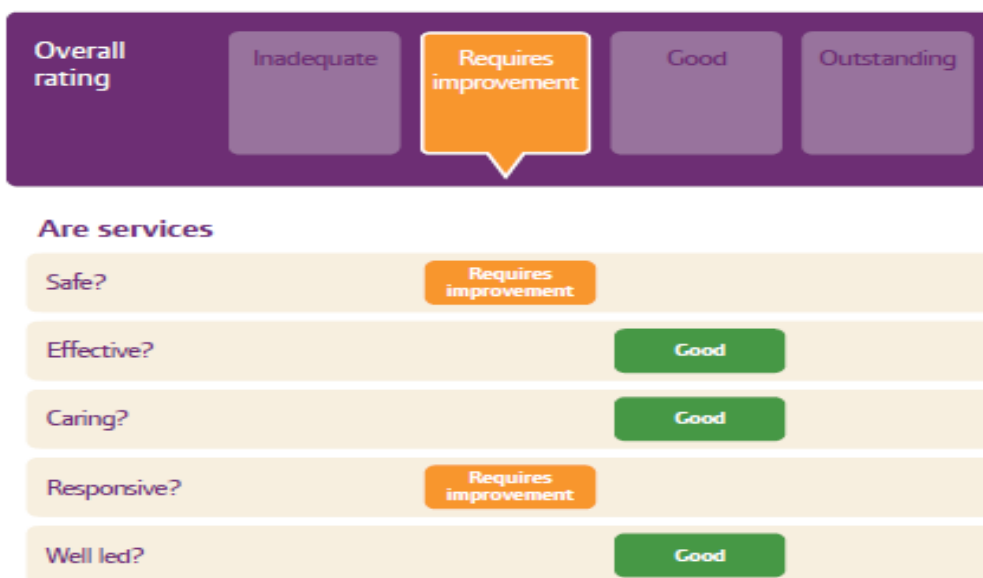 Overall
rating
Inadequate
Requires
improvement
Good
Outstanding
Are services
Safe?
Requires
improvement
Effective?
Good
Caring?
Good
Responsive?
Requires
improvement
Well led?
Good